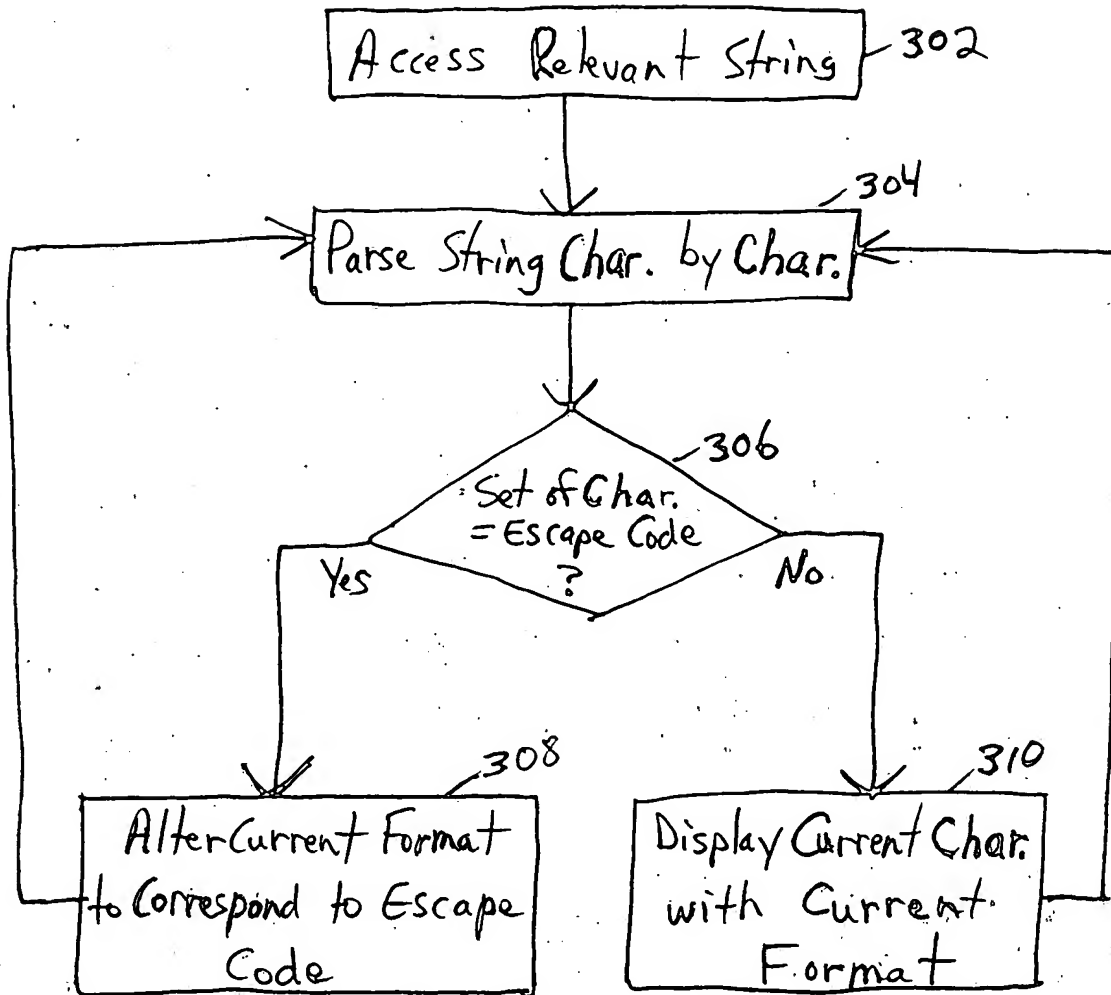 Access Relevant String
302
304
Parse String Char. by Char.
306
Set of Char.
= Escape Code
?
Yes
No
308
Alter Current Format
to Correspond to Escape
Code
310
Display Current Char.
with Current
Format